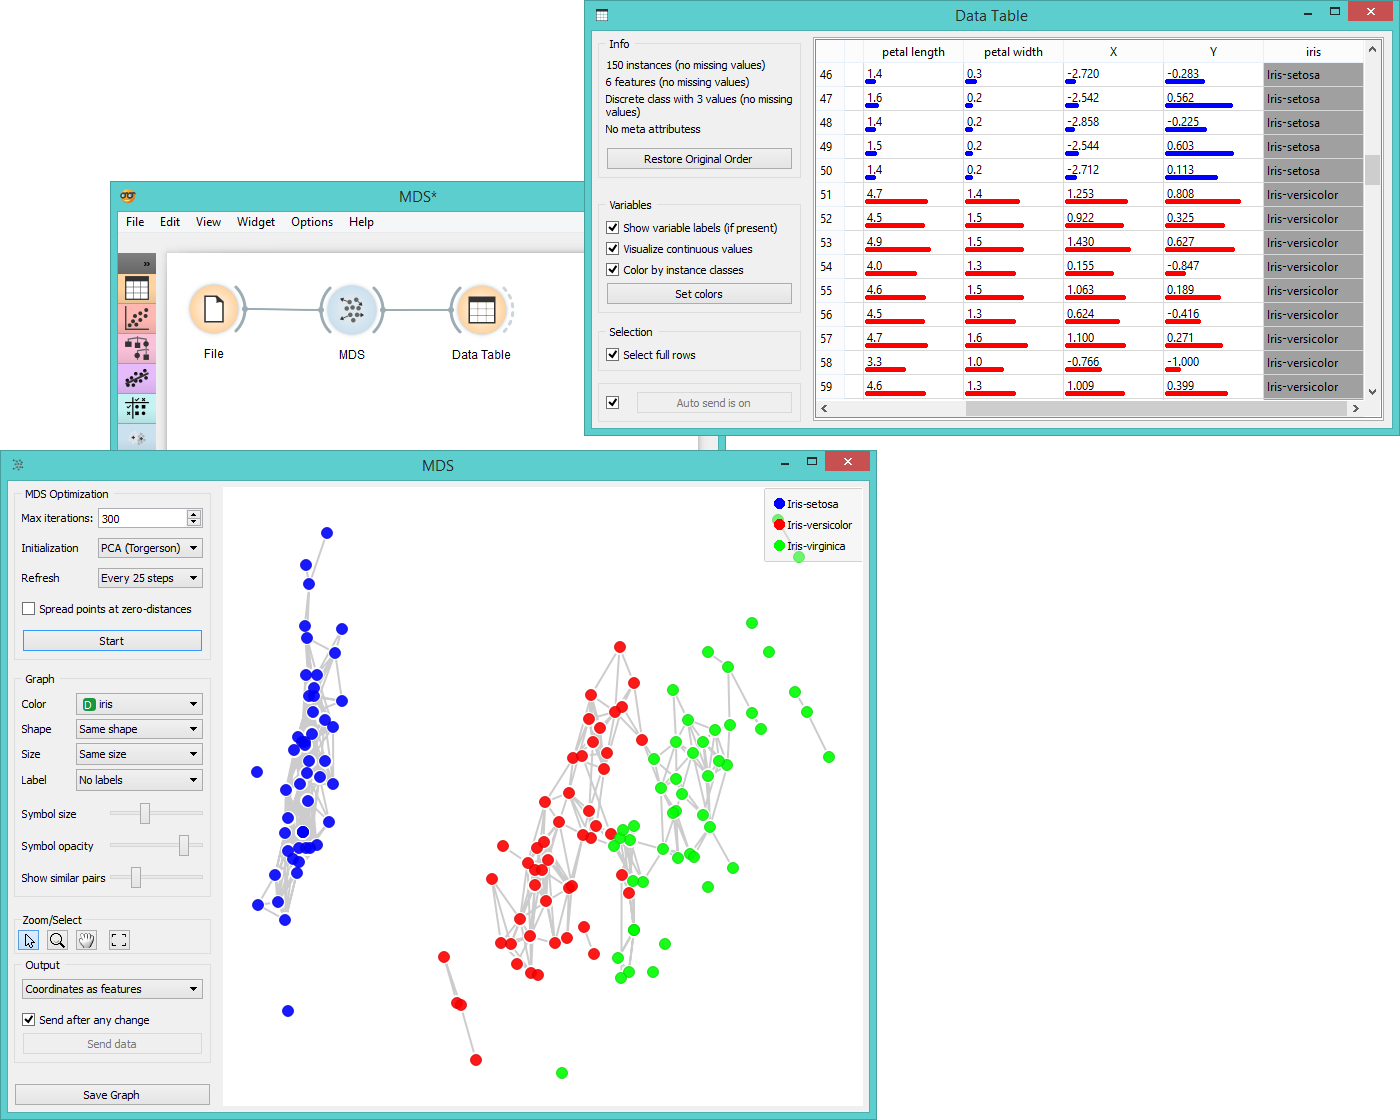 Data Table
Info
150 instances (no missing values)
6 features (no missing values)
Discrete class with 3 values (no missing
values)
No meta attributess
Restore Original Order
Variables
Show variable labels (if present)
Visualize continuous values
Color by instance classes
Set colors
Selection
Select full rows
Auto send is on
petal length petal width X Y iris
46 1.4 0.3 -2.720 -0.283 Iris-setosa
47 1.6 0.2 -2.542 0.562 Iris-setosa
48 1.4 0.2 -2.858 -0.225 Iris-setosa
49 1.5 0.2 -2.544 0.603 Iris-setosa
50 1.4 0.2 -2.712 0.113 Iris-setosa
51 4.7 1.4 1.253 0.808 Iris-versicolor
52 4.5 1.5 0.922 0.325 Iris-versicolor
53 4.9 1.5 1.430 0.627 Iris-versicolor
54 4.0 1.3 0.155 -0.847 Iris-versicolor
55 4.6 1.5 1.063 0.189 Iris-versicolor
56 4.5 1.3 0.624 -0.416 Iris-versicolor
57 4.7 1.6 1.100 0.271 Iris-versicolor
58 3.3 1.0 -0.766 -1.000 Iris-versicolor
59 4.6 1.3 1.009 0.399 Iris-versicolor
MDS*
File Edit View Widget Options Help
»
File MDS Data Table
MDS
MDS Optimization
Max iterations: 300
Initialization PCA (Torgerson)
Refresh Every 25 steps
Spread points at zero-distances
Start
Graph
Color D iris
Shape Same shape
Size Same size
Label No labels
Symbol size
Symbol opacity
Show similar pairs
Zoom/Select
Output
Coordinates as features
Send after any change
Send data
Save Graph
Iris-setosa
Iris-versicolor
Iris-virginica